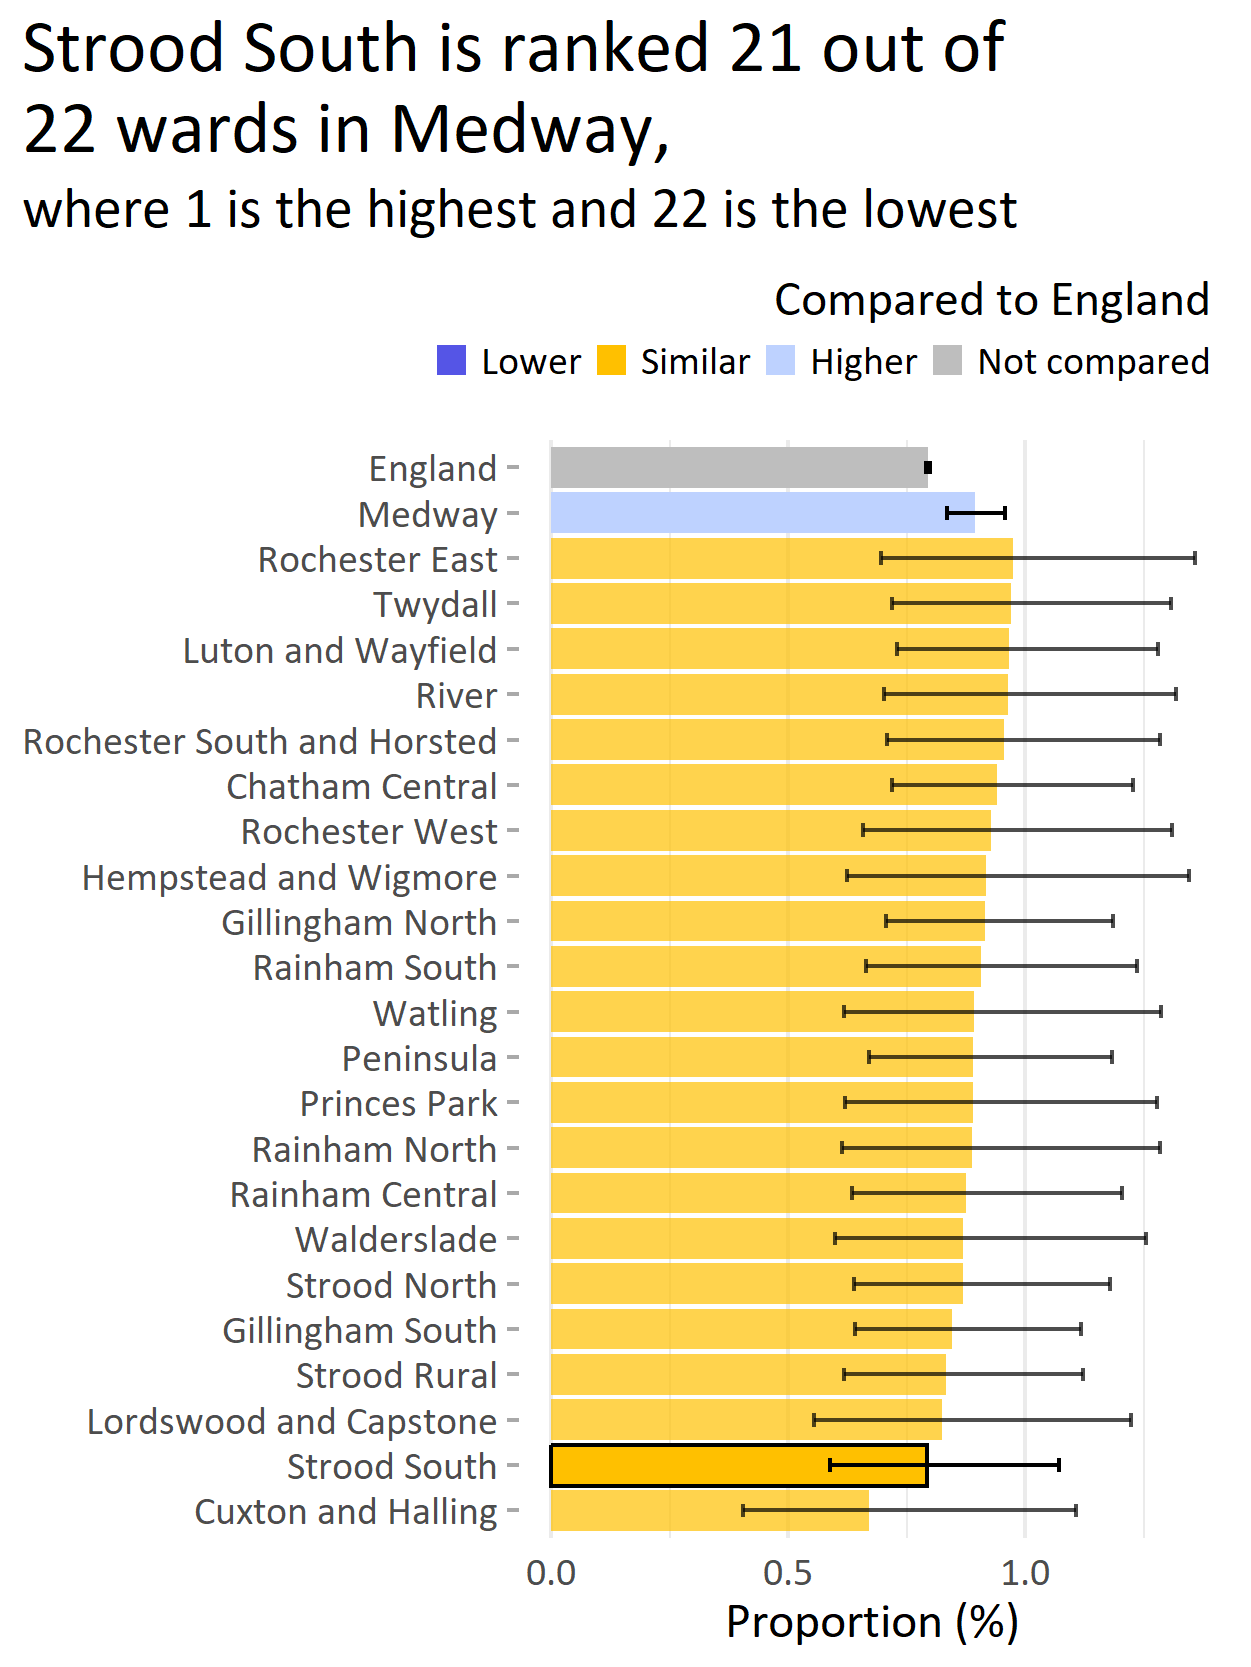 Strood South is ranked 21 out of
22 wards in Medway,
where 1 is the highest and 22 is the lowest
Compared to England
Lower Similar Higher Not compared
England
Medway
Rochester East
Twydall
Luton and Wayfield
River
Rochester South and Horsted
Chatham Central
Rochester West
Hempstead and Wigmore
Gillingham North
Rainham South
Watling
Peninsula
Princes Park
Rainham North
Rainham Central
Walderslade
Strood North
Gillingham South
Strood Rural
Lordswood and Capstone
Strood South
Cuxton and Halling
0.0 0.5 1.0
Proportion (%)